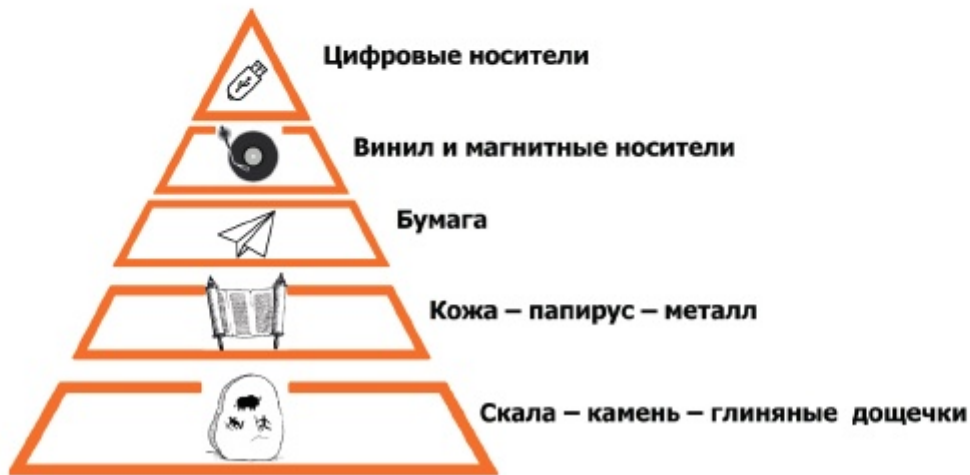 Цифровые носители
Винил и магнитные носители
Бумага
Кожа – папирус – металл
Скала – камень – глиняные дощечки